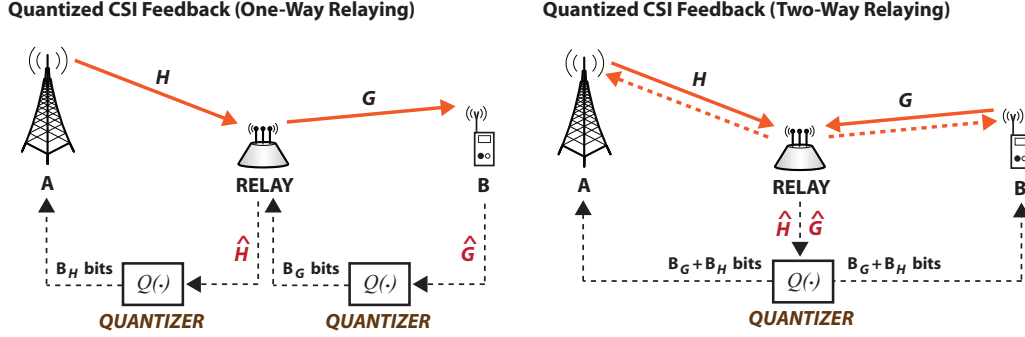 Quantized CSI Feedback (One-Way Relaying)
H
G
A
RELAY
B
Ĥ
Ĝ
B_H bits
Q(·)
B_G bits
Q(·)
QUANTIZER
QUANTIZER
Quantized CSI Feedback (Two-Way Relaying)
H
G
A
RELAY
B
Ĥ Ĝ
B_G+B_H bits
Q(·)
B_G+B_H bits
QUANTIZER